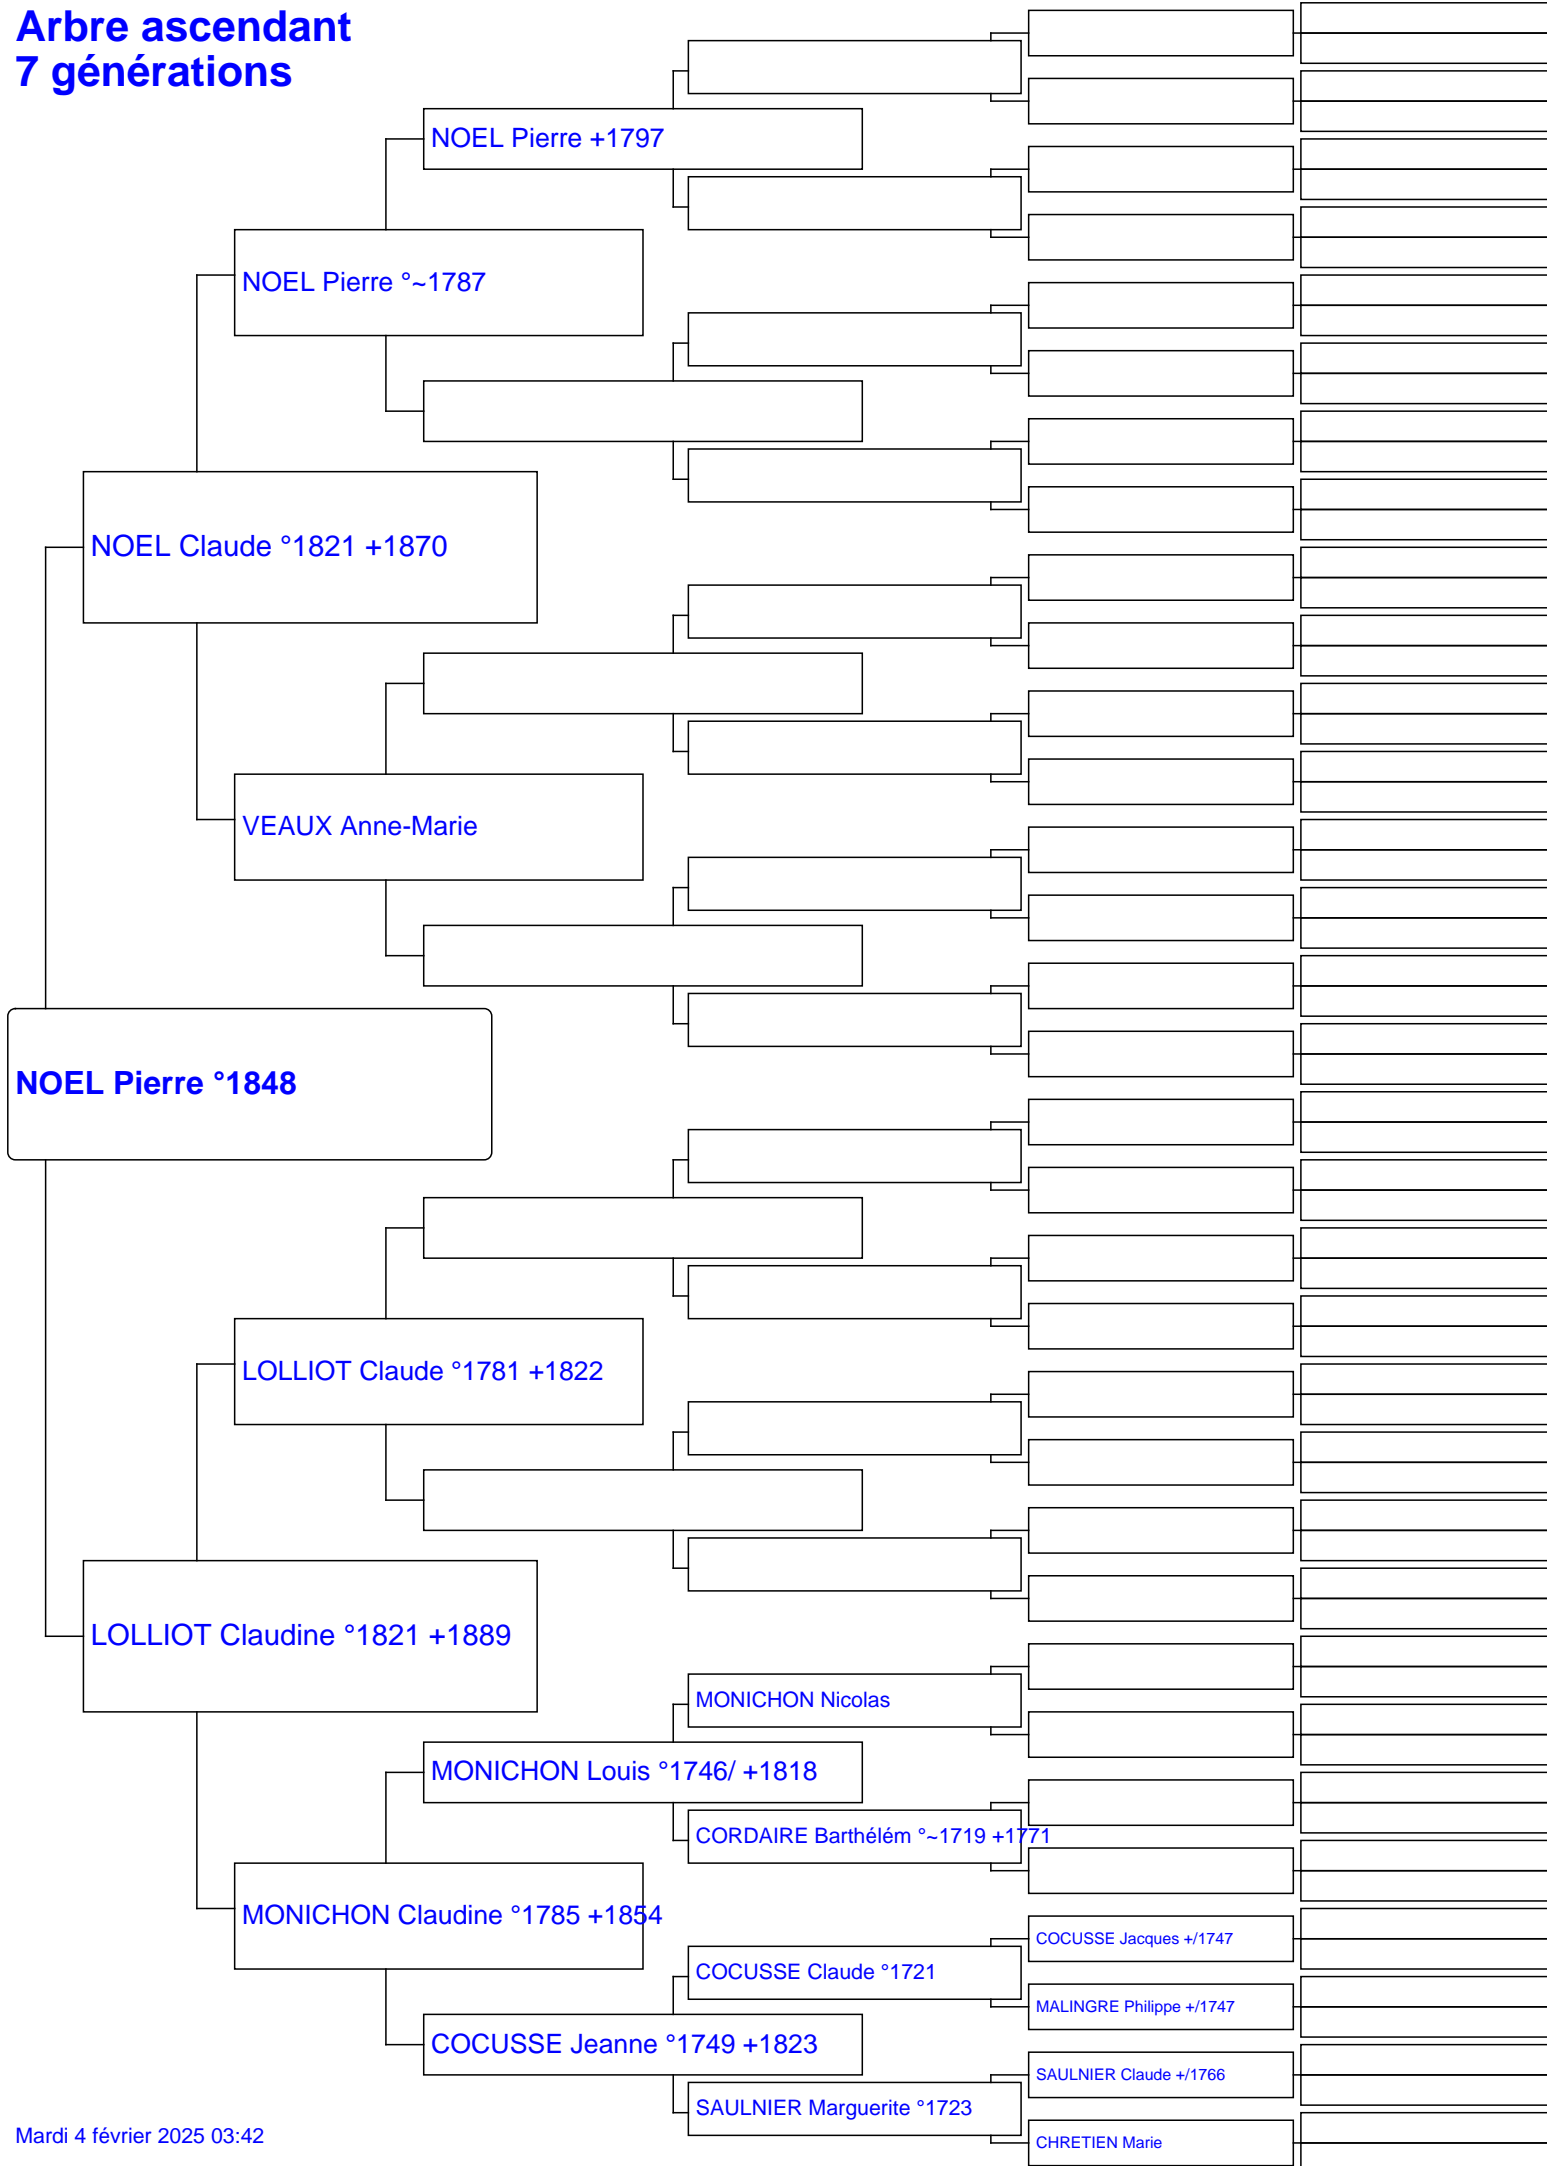 Arbre ascendant
7 générations
NOEL Pierre +1797
NOEL Pierre °~1787
NOEL Claude °1821 +1870
VEAUX Anne-Marie
NOEL Pierre °1848
LOLLIOT Claude °1781 +1822
LOLLIOT Claudine °1821 +1889
MONICHON Nicolas
MONICHON Louis °1746/ +1818
CORDAIRE Barthélém °~1719 +1771
MONICHON Claudine °1785 +1854
COCUSSE Jacques +/1747
COCUSSE Claude °1721
MALINGRE Philippe +/1747
COCUSSE Jeanne °1749 +1823
SAULNIER Claude +/1766
SAULNIER Marguerite °1723
CHRETIEN Marie
Mardi 4 février 2025 03:42